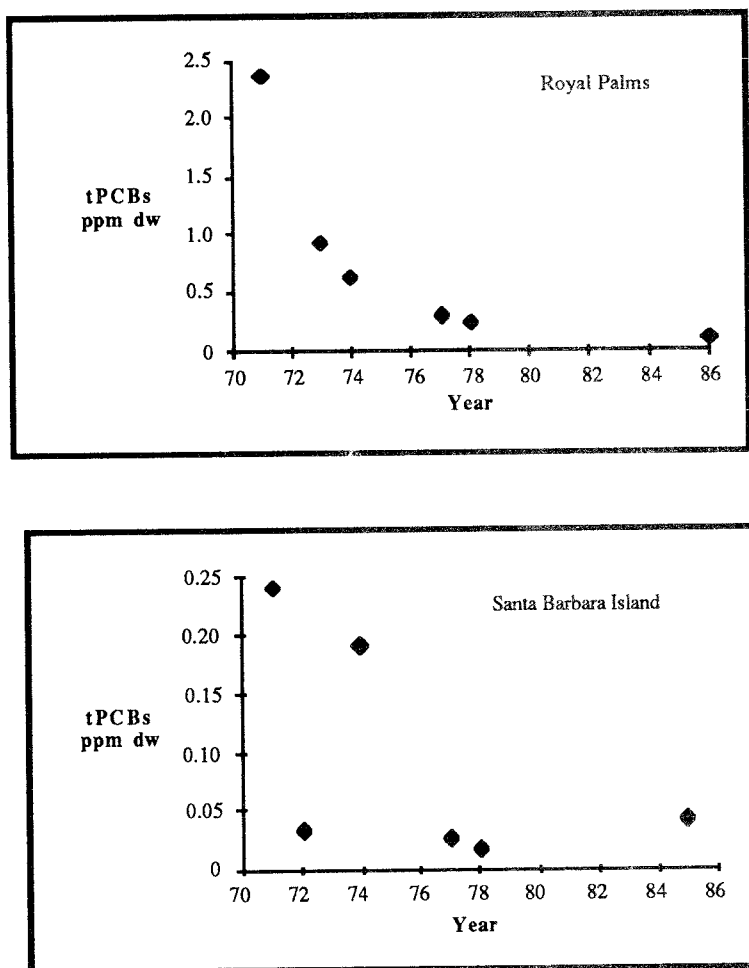 Royal Palms
2.5
2.0
1.5
1.0
0.5
0
tPCBs
ppm dw
70 72 74 76 78 80 82 84 86
Year
Santa Barbara Island
0.25
0.20
0.15
0.10
0.05
0
tPCBs
ppm dw
70 72 74 76 78 80 82 84 86
Year